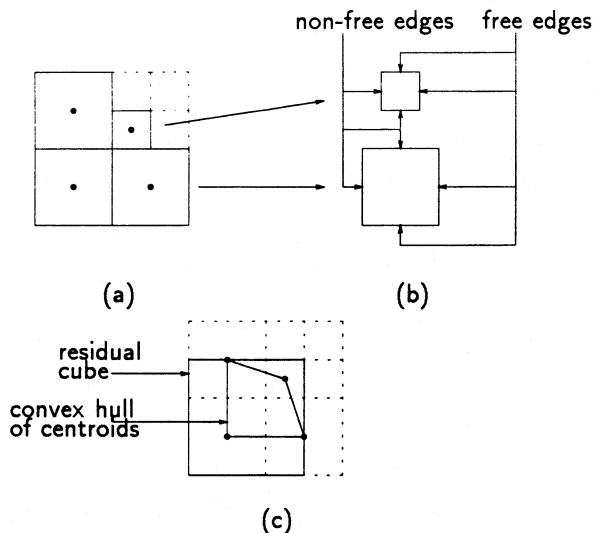 non-free edges free edges
(a)
(b)
residual
cube
convex hull
of centroids
(c)